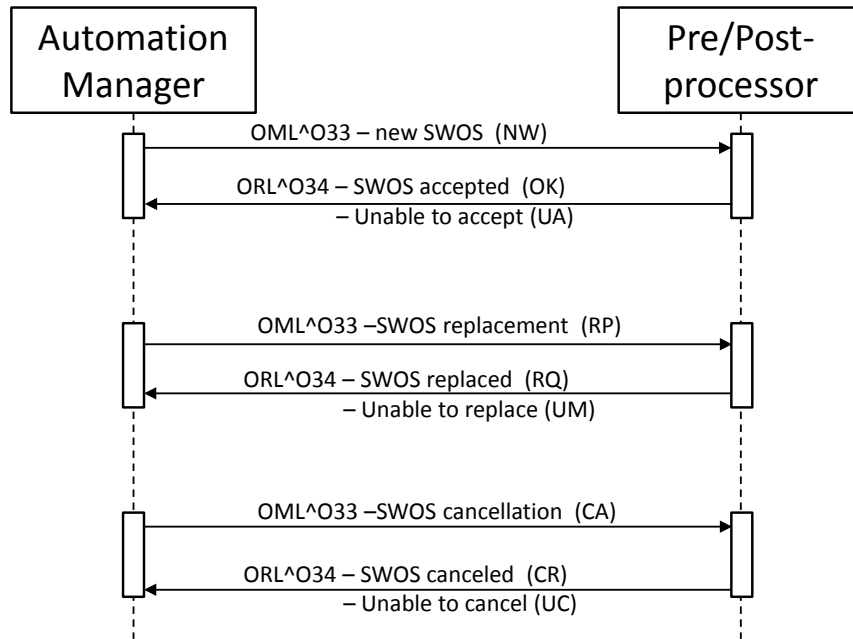 Automation
Manager
Pre/Post-
processor
OML^O33 – new SWOS (NW)
ORL^O34 – SWOS accepted (OK)
– Unable to accept (UA)
OML^O33 –SWOS replacement (RP)
ORL^O34 – SWOS replaced (RQ)
– Unable to replace (UM)
OML^O33 –SWOS cancellation (CA)
ORL^O34 – SWOS canceled (CR)
– Unable to cancel (UC)